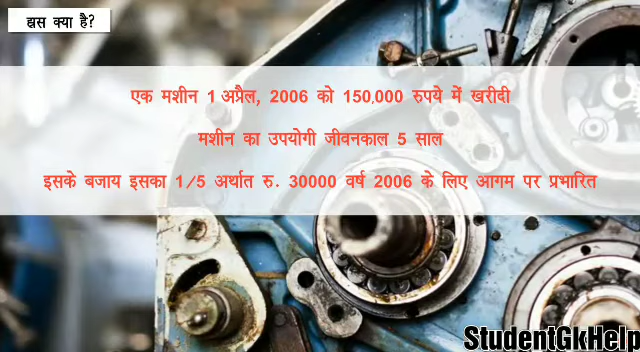 ह्रास क्या है?
एक मशीन 1 अप्रैल, 2006 को 150,000 रुपये में खरीदी
मशीन का उपयोगी जीवनकाल 5 साल
इसके बजाय इसका 1/5 अर्थात रु. 30000 वर्ष 2006 के लिए आगम पर प्रभारित
StudentGkHelp